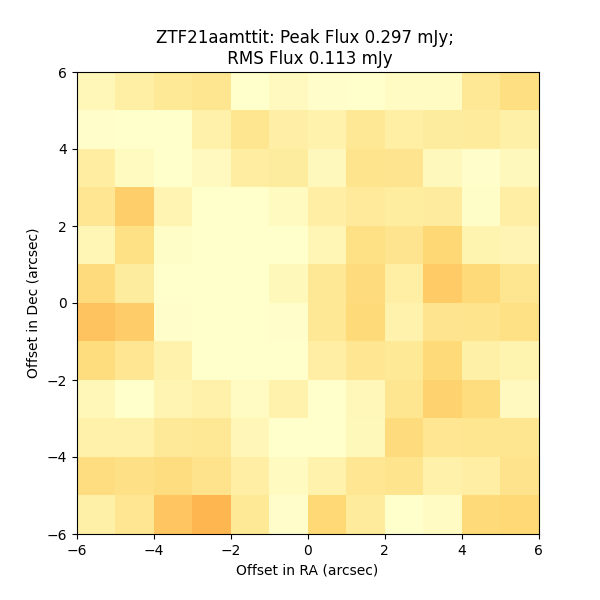 ZTF21aamttit: Peak Flux 0.297 mJy;
RMS Flux 0.113 mJy
6
4
2
0
−2
−4
−6
Offset in Dec (arcsec)
−6 −4 −2 0 2 4 6
Offset in RA (arcsec)